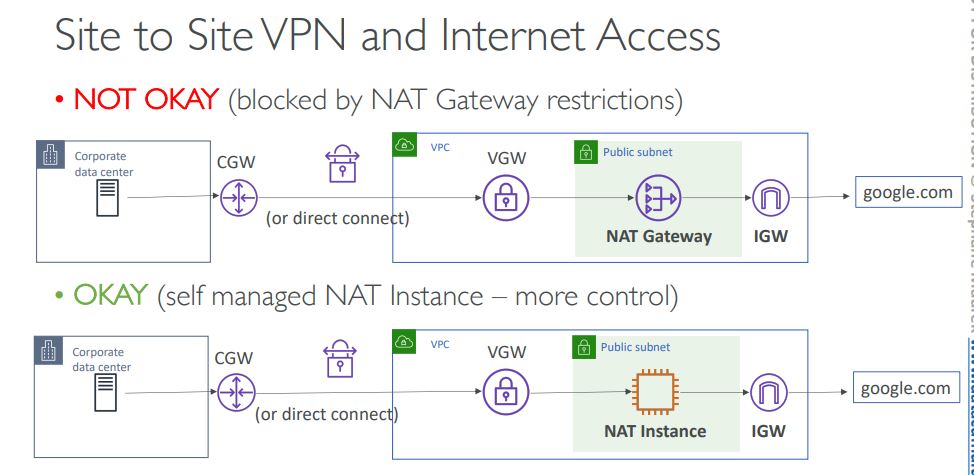 Site to Site VPN and Internet Access
• NOT OKAY (blocked by NAT Gateway restrictions)
Corporate
data center
CGW
(or direct connect)
VPC
VGW
Public subnet
NAT Gateway
IGW
google.com
• OKAY (self managed NAT Instance – more control)
Corporate
data center
CGW
(or direct connect)
VPC
VGW
Public subnet
NAT Instance
IGW
google.com